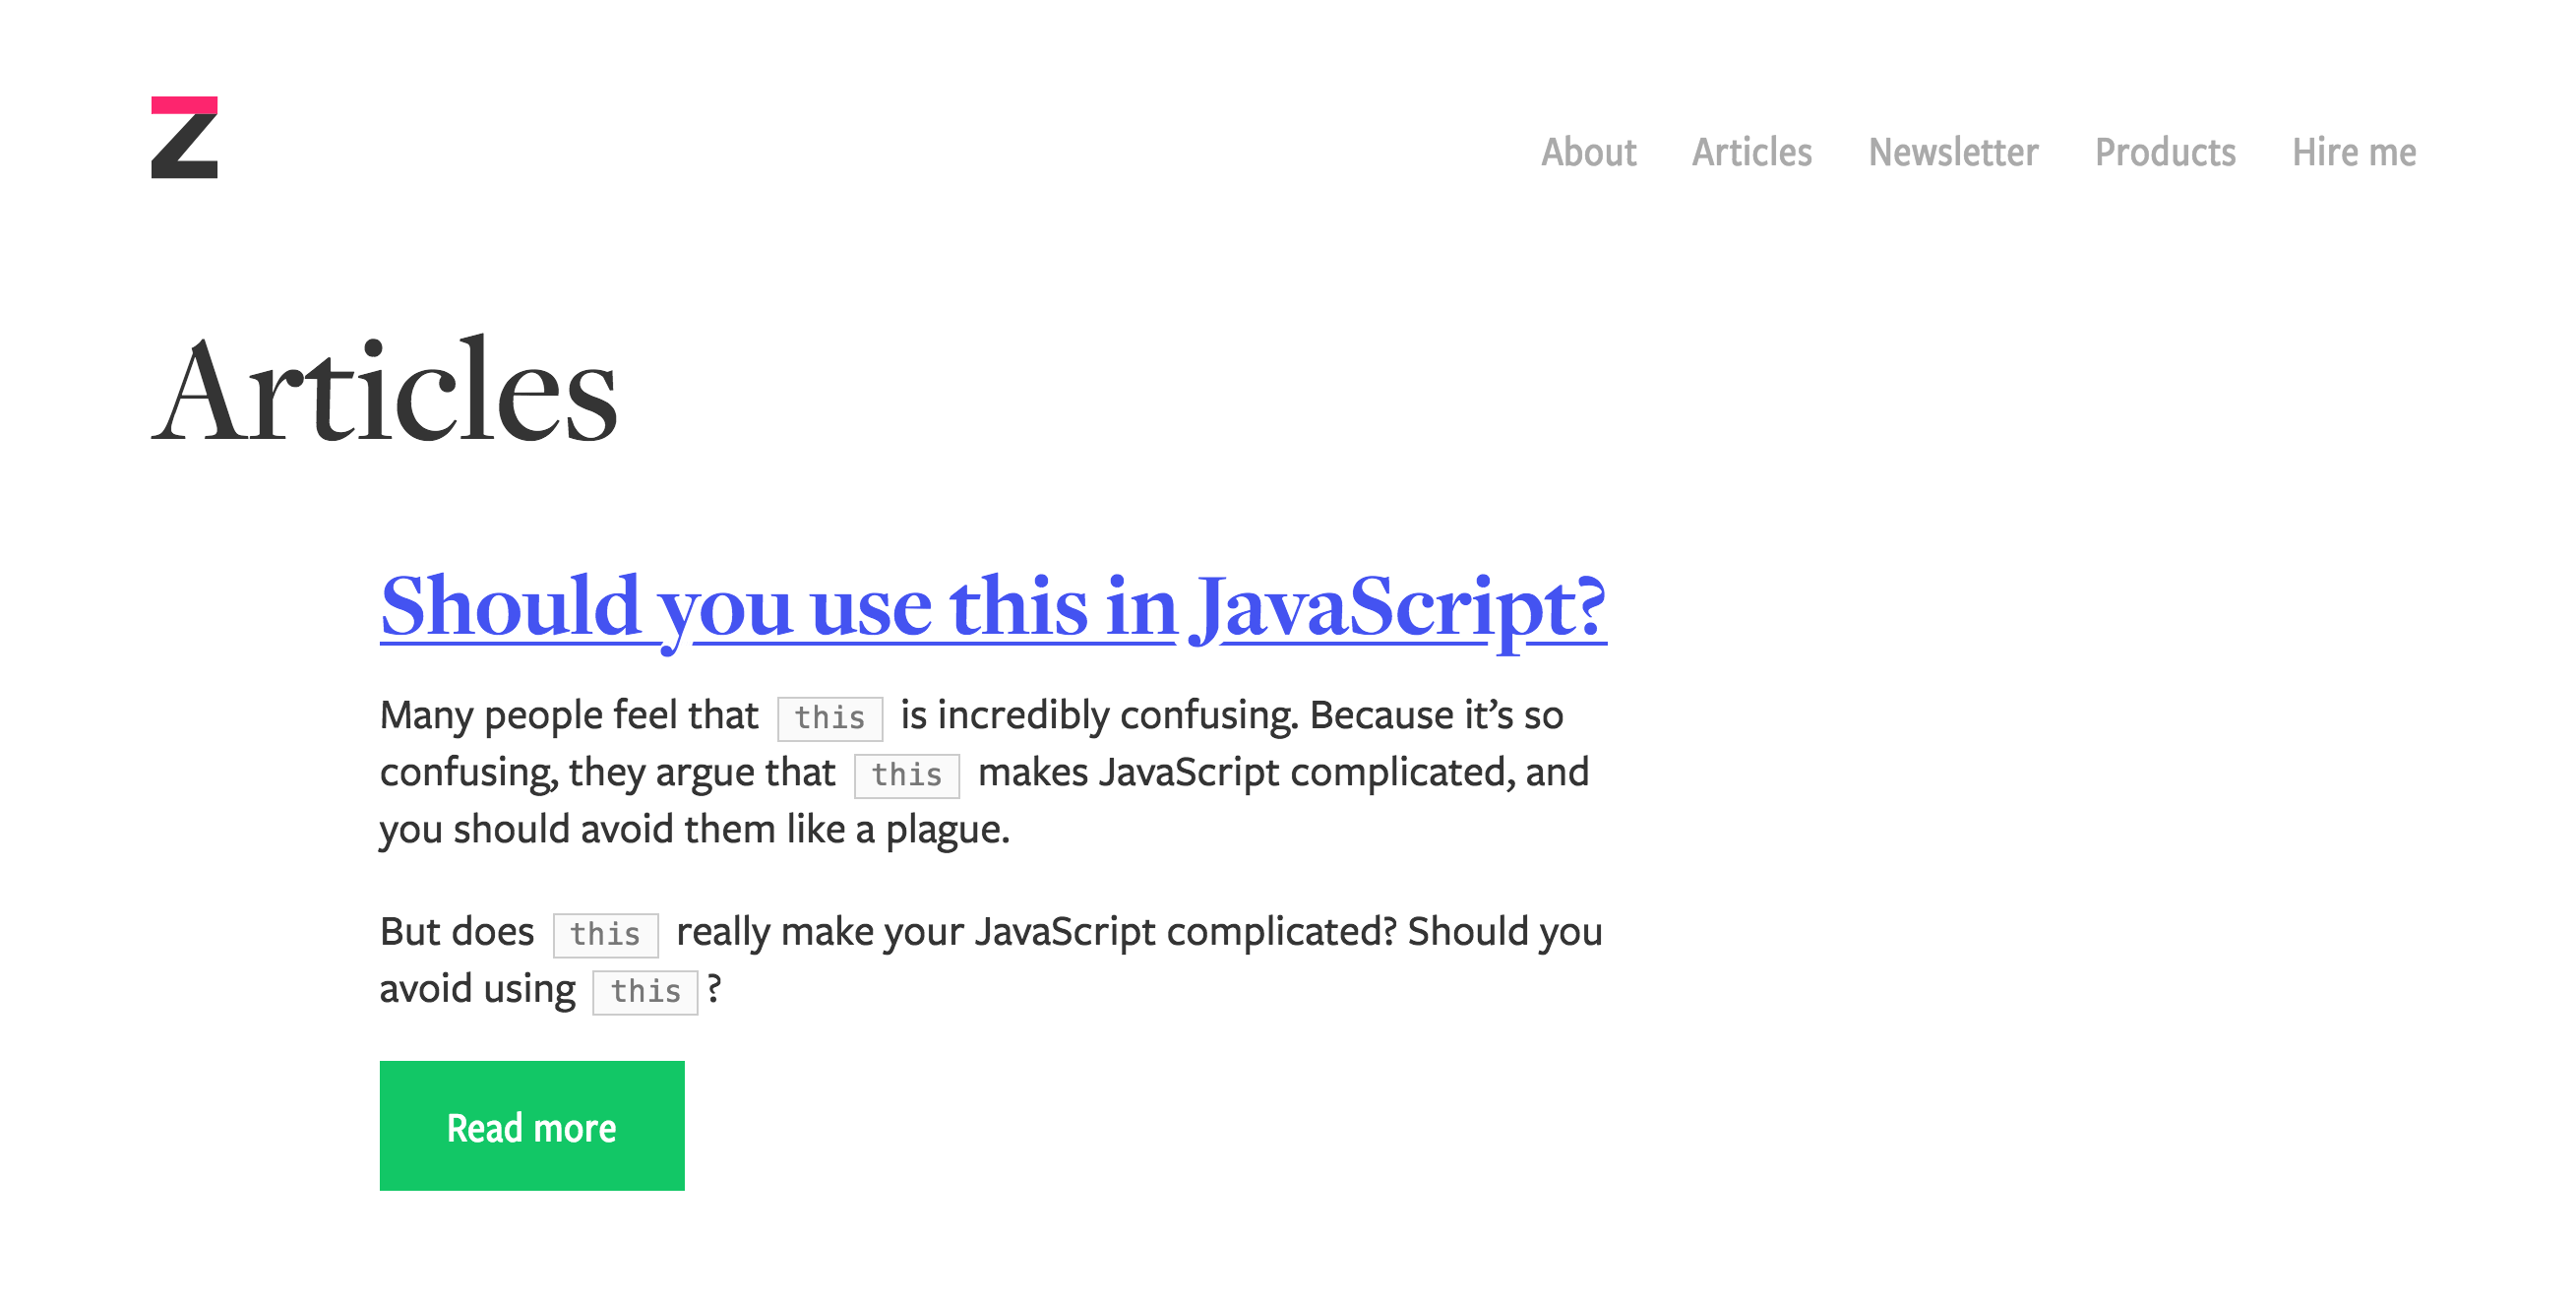 Z
About Articles Newsletter Products Hire me
Articles
Should you use this in JavaScript?
Many people feel that this is incredibly confusing. Because it’s so
confusing, they argue that this makes JavaScript complicated, and
you should avoid them like a plague.
But does this really make your JavaScript complicated? Should you
avoid using this?
Read more